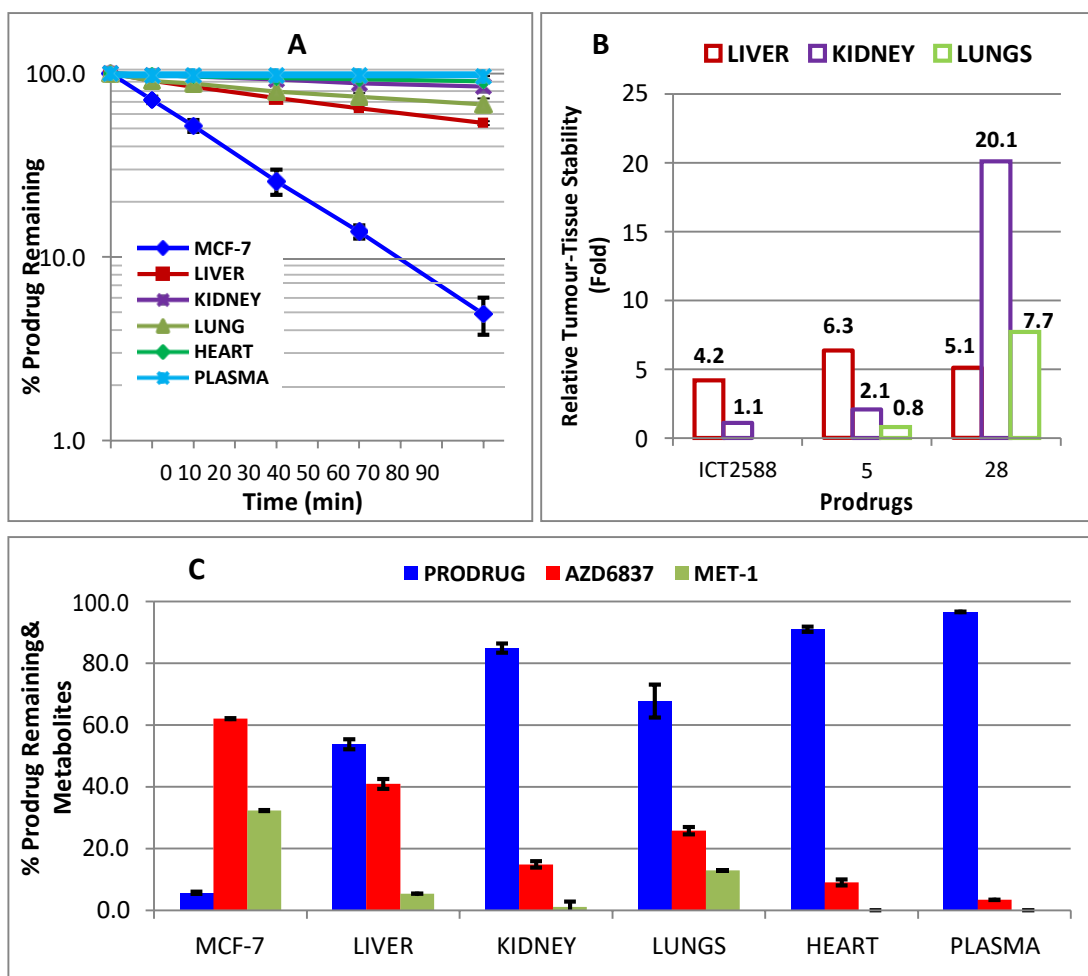 A
100.0
10.0
1.0
% Prodrug Remaining
MCF-7
LIVER
KIDNEY
LUNG
HEART
PLASMA
0 10 20 30 40 50 60 70 80 90
Time (min)
B
LIVER KIDNEY LUNGS
Relative Tumour-Tissue Stability
(Fold)
25
20
15
10
5
0
4.2
1.1
6.3
2.1
0.8
5.1
20.1
7.7
ICT2588 5 28
Prodrugs
C
PRODRUG AZD6837 MET-1
% Prodrug Remaining&
Metabolites
100.0
80.0
60.0
40.0
20.0
0.0
MCF-7 LIVER KIDNEY LUNGS HEART PLASMA